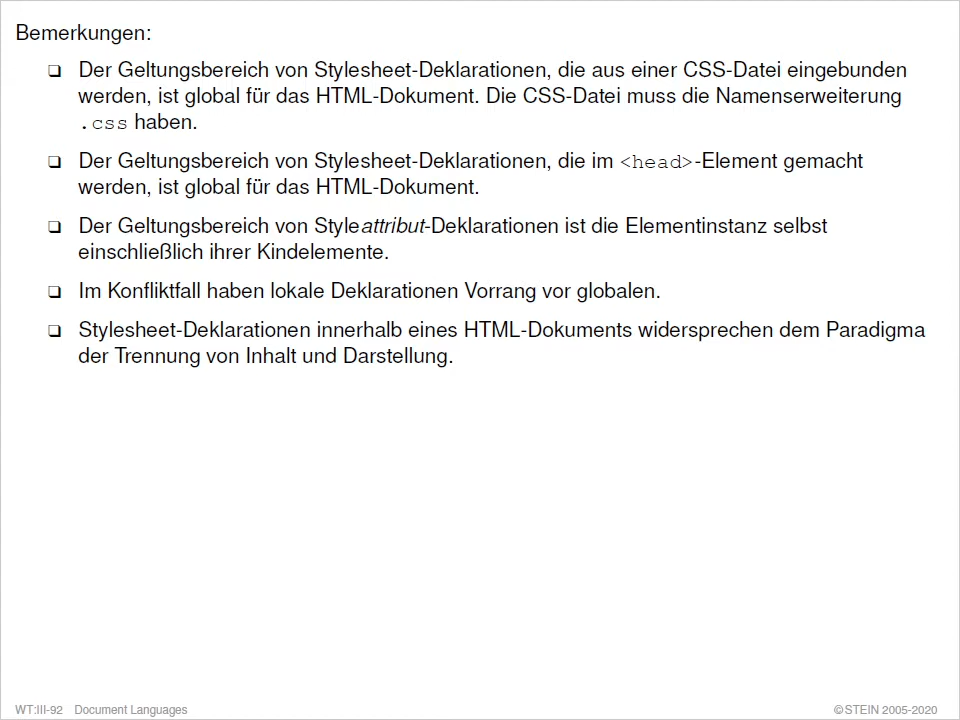 Bemerkungen:
❑ Der Geltungsbereich von Stylesheet-Deklarationen, die aus einer CSS-Datei eingebunden
werden, ist global für das HTML-Dokument. Die CSS-Datei muss die Namenserweiterung
.css haben.
❑ Der Geltungsbereich von Stylesheet-Deklarationen, die im <head>-Element gemacht
werden, ist global für das HTML-Dokument.
❑ Der Geltungsbereich von Styleattribut-Deklarationen ist die Elementinstanz selbst
einschließlich ihrer Kindelemente.
❑ Im Konfliktfall haben lokale Deklarationen Vorrang vor globalen.
❑ Stylesheet-Deklarationen innerhalb eines HTML-Dokuments widersprechen dem Paradigma
der Trennung von Inhalt und Darstellung.
WT:III-92 Document Languages ©STEIN 2005-2020